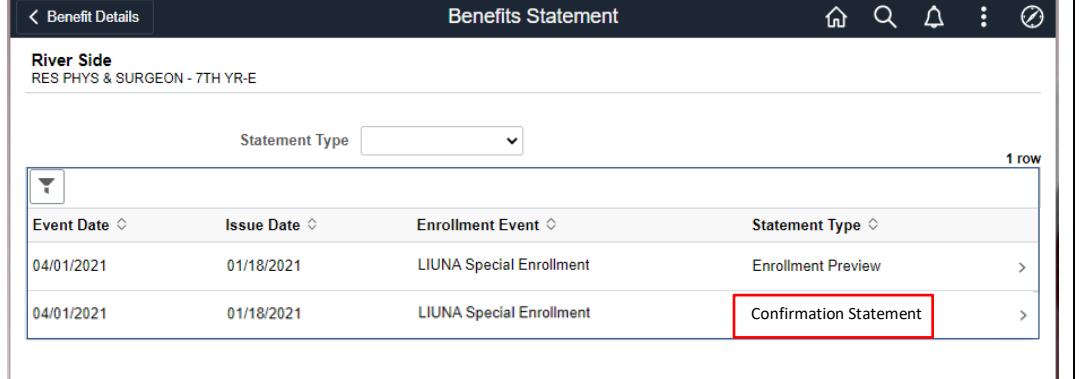 Benefit Details Benefits Statement
River Side
RES PHYS & SURGEON - 7TH YR-E
Statement Type
1 row
Event Date Issue Date Enrollment Event Statement Type
04/01/2021 01/18/2021 LIUNA Special Enrollment Enrollment Preview
04/01/2021 01/18/2021 LIUNA Special Enrollment Confirmation Statement